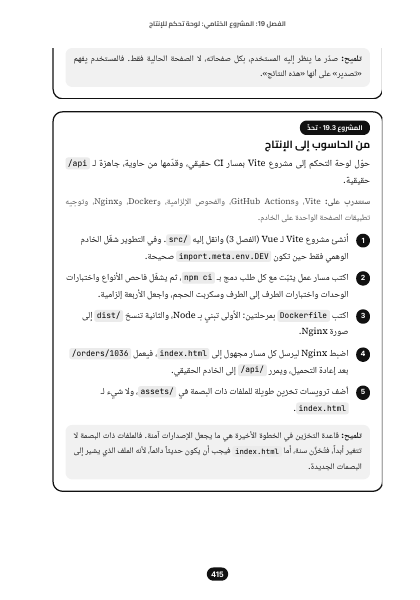 الفصل 19: المشروع الختامي: لوحة تحكم للإنتاج
تلميح: صدّر ما ينظر إليه المستخدم، بكل صفحاته، لا الصفحة الحالية فقط. فالمستخدم يفهم
«تصدير» على أنها «هذه النتائج».
المشروع 19.3 · تحدٍّ
من الحاسوب إلى الإنتاج
حوّل لوحة التحكم إلى مشروع Vite بمسار CI حقيقي، وقدّمها من حاوية، جاهزة لـ /api
حقيقية.
ستتدرب على: Vite، وGitHub Actions، والفحوص الإلزامية، وDocker، وNginx، وتوجيه
تطبيقات الصفحة الواحدة على الخادم.
1 أنشئ مشروع Vite لـ Vue (الفصل 3) وانقل إليه src/. وفي التطوير شغّل الخادم
الوهمي فقط حين تكون import.meta.env.DEV صحيحة.
2 اكتب مسار عمل يثبّت مع كل طلب دمج بـ npm ci، ثم يشغّل فاحص الأنواع واختبارات
الوحدات واختبارات الطرف إلى الطرف وسكربت الحجم، واجعل الأربعة إلزامية.
3 اكتب Dockerfile بمرحلتين: الأولى تبني بـ Node، والثانية تنسخ dist/ إلى
صورة Nginx.
4 اضبط Nginx ليرسل كل مسار مجهول إلى index.html، فيعمل /orders/1036
بعد إعادة التحميل، ويمرر /api/ إلى الخادم الحقيقي.
5 أضف ترويسات تخزين طويلة للملفات ذات البصمة في assets/، ولا شيء لـ
index.html.
تلميح: قاعدة التخزين في الخطوة الأخيرة هي ما يجعل الإصدارات آمنة. فالملفات ذات البصمة لا
تتغير أبداً، فتُخزَّن سنة، أما index.html فيجب أن يكون حديثاً دائماً، لأنه الملف الذي يشير إلى
البصمات الجديدة.
415